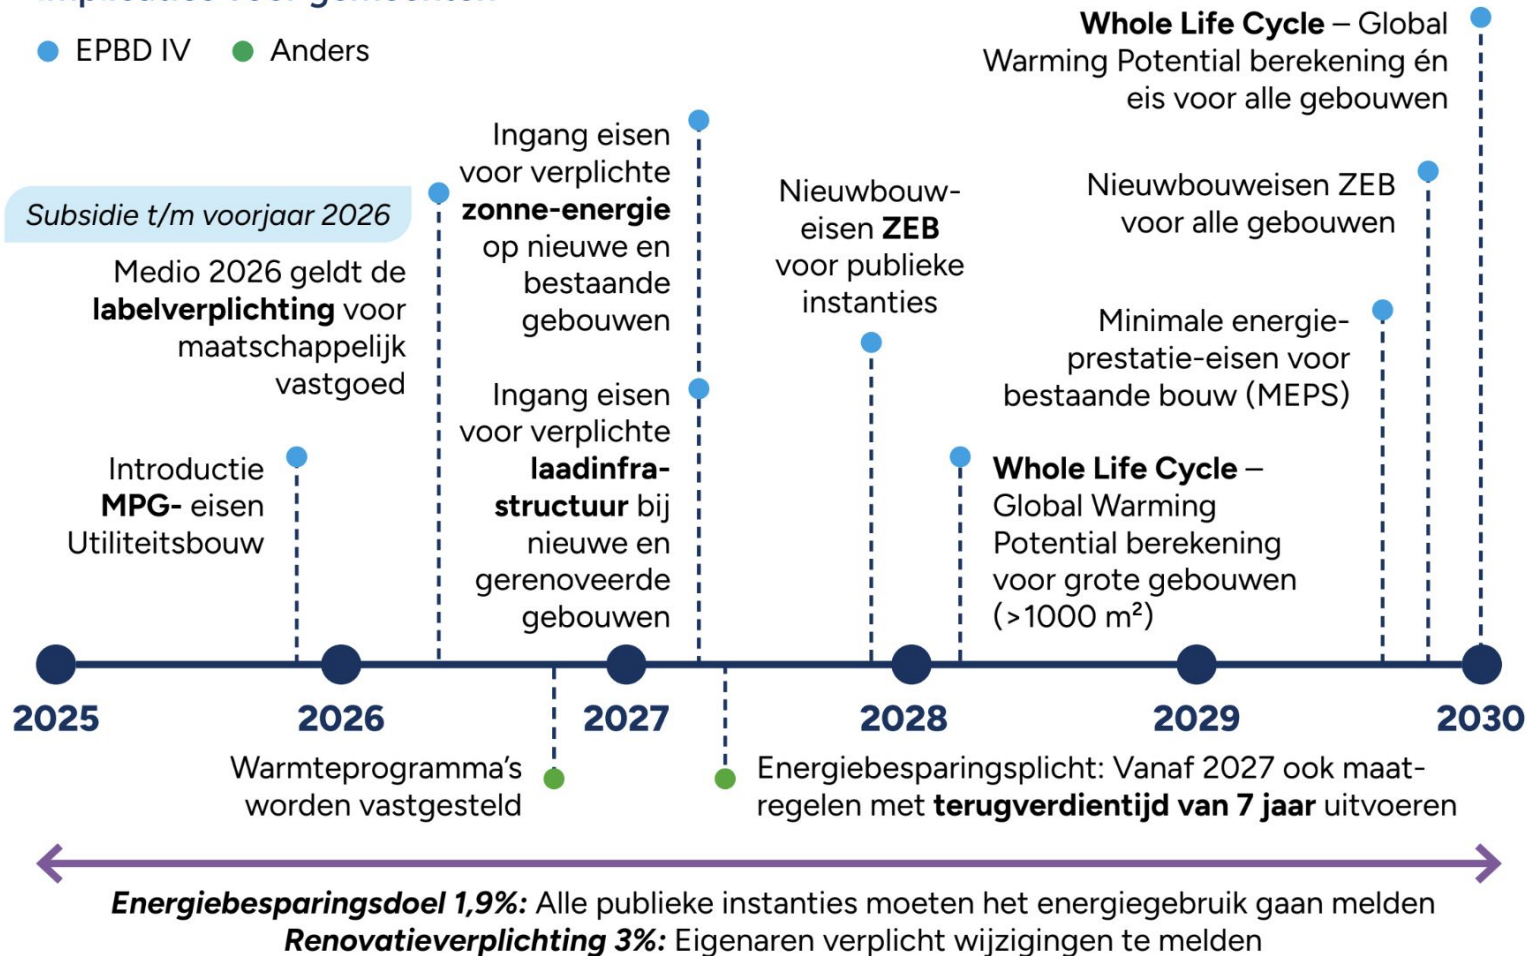 EPBD IV
Anders
Whole Life Cycle – Global
Warming Potential berekening én
eis voor alle gebouwen
Ingang eisen
voor verplichte
zonne-energie
op nieuwe en
bestaande
gebouwen
Subsidie t/m voorjaar 2026
Medio 2026 geldt de
labelverplichting voor
maatschappelijk
vastgoed
Nieuwbouw-
eisen ZEB
voor publieke
instanties
Nieuwbouweisen ZEB
voor alle gebouwen
Minimale energie-
prestatie-eisen voor
bestaande bouw (MEPS)
Introductie
MPG- eisen
Utiliteitsbouw
Ingang eisen
voor verplichte
laadinfra-
structuur bij
nieuwe en
gerenoveerde
gebouwen
Whole Life Cycle –
Global Warming
Potential berekening
voor grote gebouwen
(>1000 m²)
2025
2026
2027
2028
2029
2030
Warmteprogramma’s
worden vastgesteld
Energiebesparingsplicht: Vanaf 2027 ook maat-
regelen met terugverdientijd van 7 jaar uitvoeren
Energiebesparingsdoel 1,9%: Alle publieke instanties moeten het energiegebruik gaan melden
Renovatieverplichting 3%: Eigenaren verplicht wijzigingen te melden